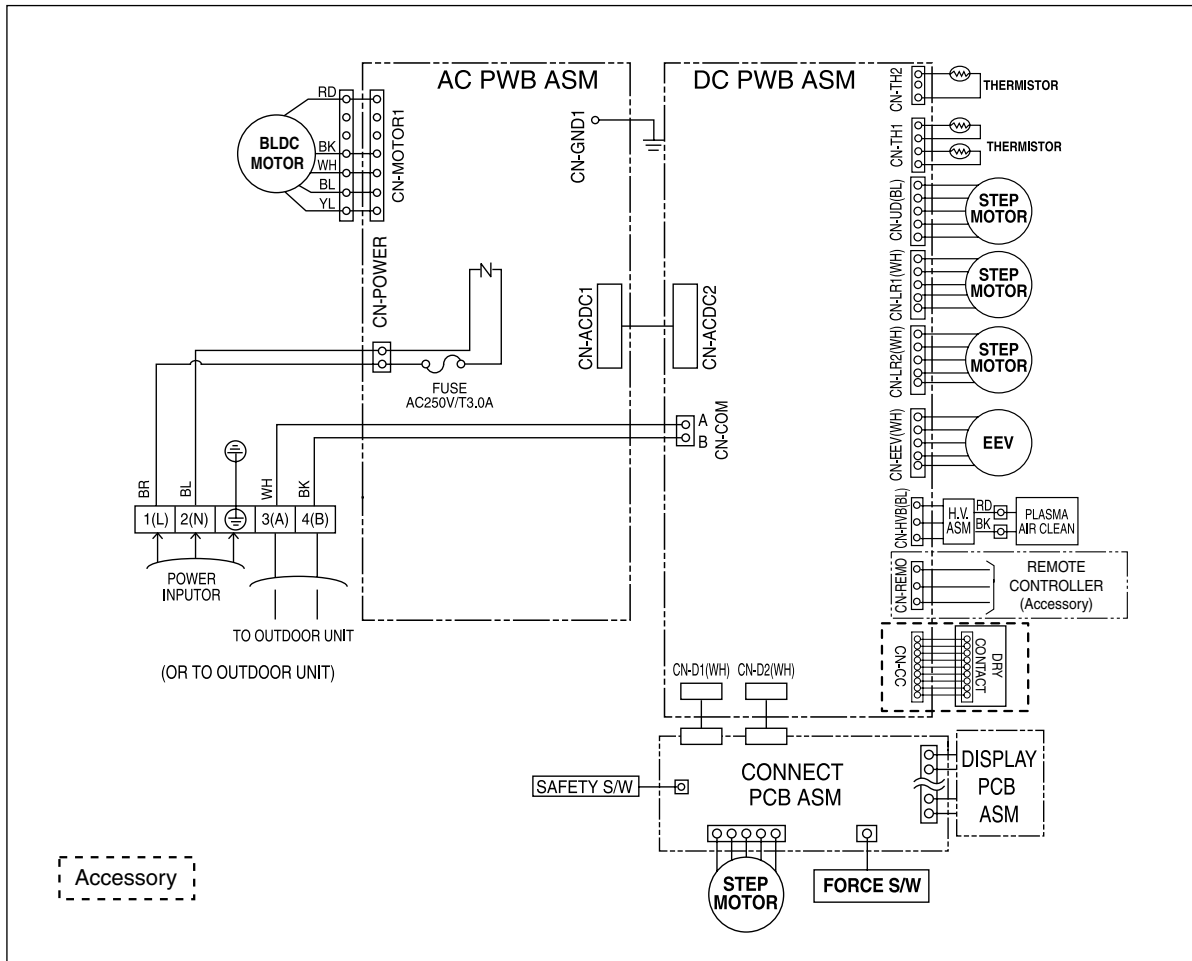 AC PWB ASM
DC PWB ASM
RD
BK
WH
BL
YL
BLDC
MOTOR
CN-MOTOR1
CN-GND1
CN-POWER
N
FUSE
AC250V/T3.0A
CN-ACDC1
CN-ACDC2
A
B
CN-COM
BR
BL
WH
BK
1(L)
2(N)
3(A)
4(B)
POWER
INPUTOR
TO OUTDOOR UNIT
(OR TO OUTDOOR UNIT)
CN-TH2
THERMISTOR
CN-TH1
THERMISTOR
CN-UD(BL)
STEP
MOTOR
CN-LR1(WH)
STEP
MOTOR
CN-LR2(WH)
STEP
MOTOR
CN-EEV(WH)
EEV
CN-HVB(BL)
H.V.
ASM
RD
BK
PLASMA
AIR CLEAN
CN-REMO
REMOTE
CONTROLLER
(Accessory)
CN-CC
DRY
CONTACT
CN-D1(WH)
CN-D2(WH)
SAFETY S/W
CONNECT
PCB ASM
DISPLAY
PCB
ASM
STEP
MOTOR
FORCE S/W
Accessory